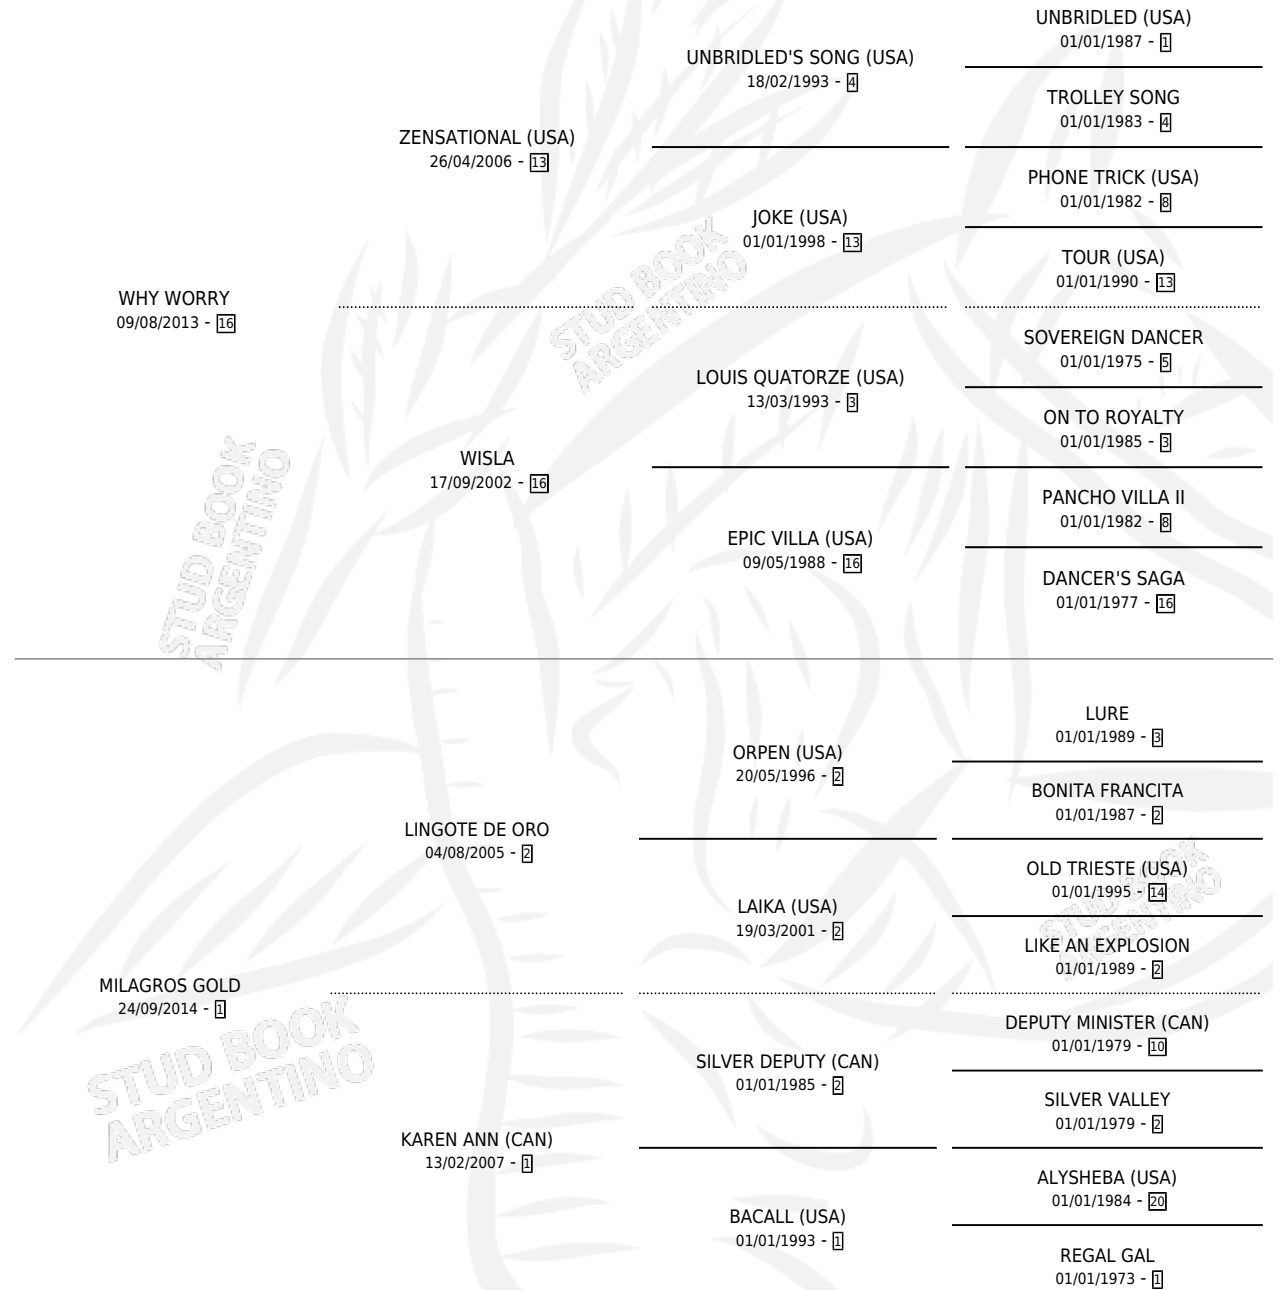 UNBRIDLED (USA)
01/01/1987 - 1
UNBRIDLED'S SONG (USA)
18/02/1993 - 4
TROLLEY SONG
01/01/1983 - 4
ZENSATIONAL (USA)
26/04/2006 - 13
PHONE TRICK (USA)
01/01/1982 - 8
JOKE (USA)
01/01/1998 - 13
TOUR (USA)
01/01/1990 - 13
WHY WORRY
09/08/2013 - 16
STUD BOOK
ARGENTINO
SOVEREIGN DANCER
01/01/1975 - 5
LOUIS QUATORZE (USA)
13/03/1993 - 3
ON TO ROYALTY
01/01/1985 - 3
WISLA
17/09/2002 - 16
PANCHO VILLA II
01/01/1982 - 8
EPIC VILLA (USA)
09/05/1988 - 16
DANCER'S SAGA
01/01/1977 - 16
STUD BOOK
ARGENTINO
LURE
01/01/1989 - 3
ORPEN (USA)
20/05/1996 - 2
BONITA FRANCITA
01/01/1987 - 2
LINGOTE DE ORO
04/08/2005 - 2
OLD TRIESTE (USA)
01/01/1995 - 14
LAIKA (USA)
19/03/2001 - 2
STUD BOOK
ARGENTINO
LIKE AN EXPLOSION
01/01/1989 - 2
MILAGROS GOLD
24/09/2014 - 1
DEPUTY MINISTER (CAN)
01/01/1979 - 10
SILVER DEPUTY (CAN)
01/01/1985 - 2
STUD BOOK
ARGENTINO
SILVER VALLEY
01/01/1979 - 2
KAREN ANN (CAN)
13/02/2007 - 1
ALYSHEBA (USA)
01/01/1984 - 20
BACALL (USA)
01/01/1993 - 1
REGAL GAL
01/01/1973 - 1